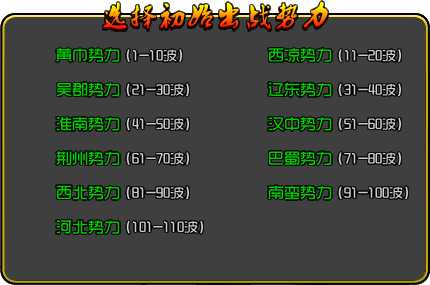 选择初始出战势力
黄巾势力 (1—10波) 西凉势力 (11—20波)
吴郡势力 (21—30波) 辽东势力 (31—40波)
淮南势力 (41—50波) 汉中势力 (51—60波)
荆州势力 (61—70波) 巴蜀势力 (71—80波)
西北势力 (81—90波) 南蛮势力 (91—100波)
河北势力 (101—110波)